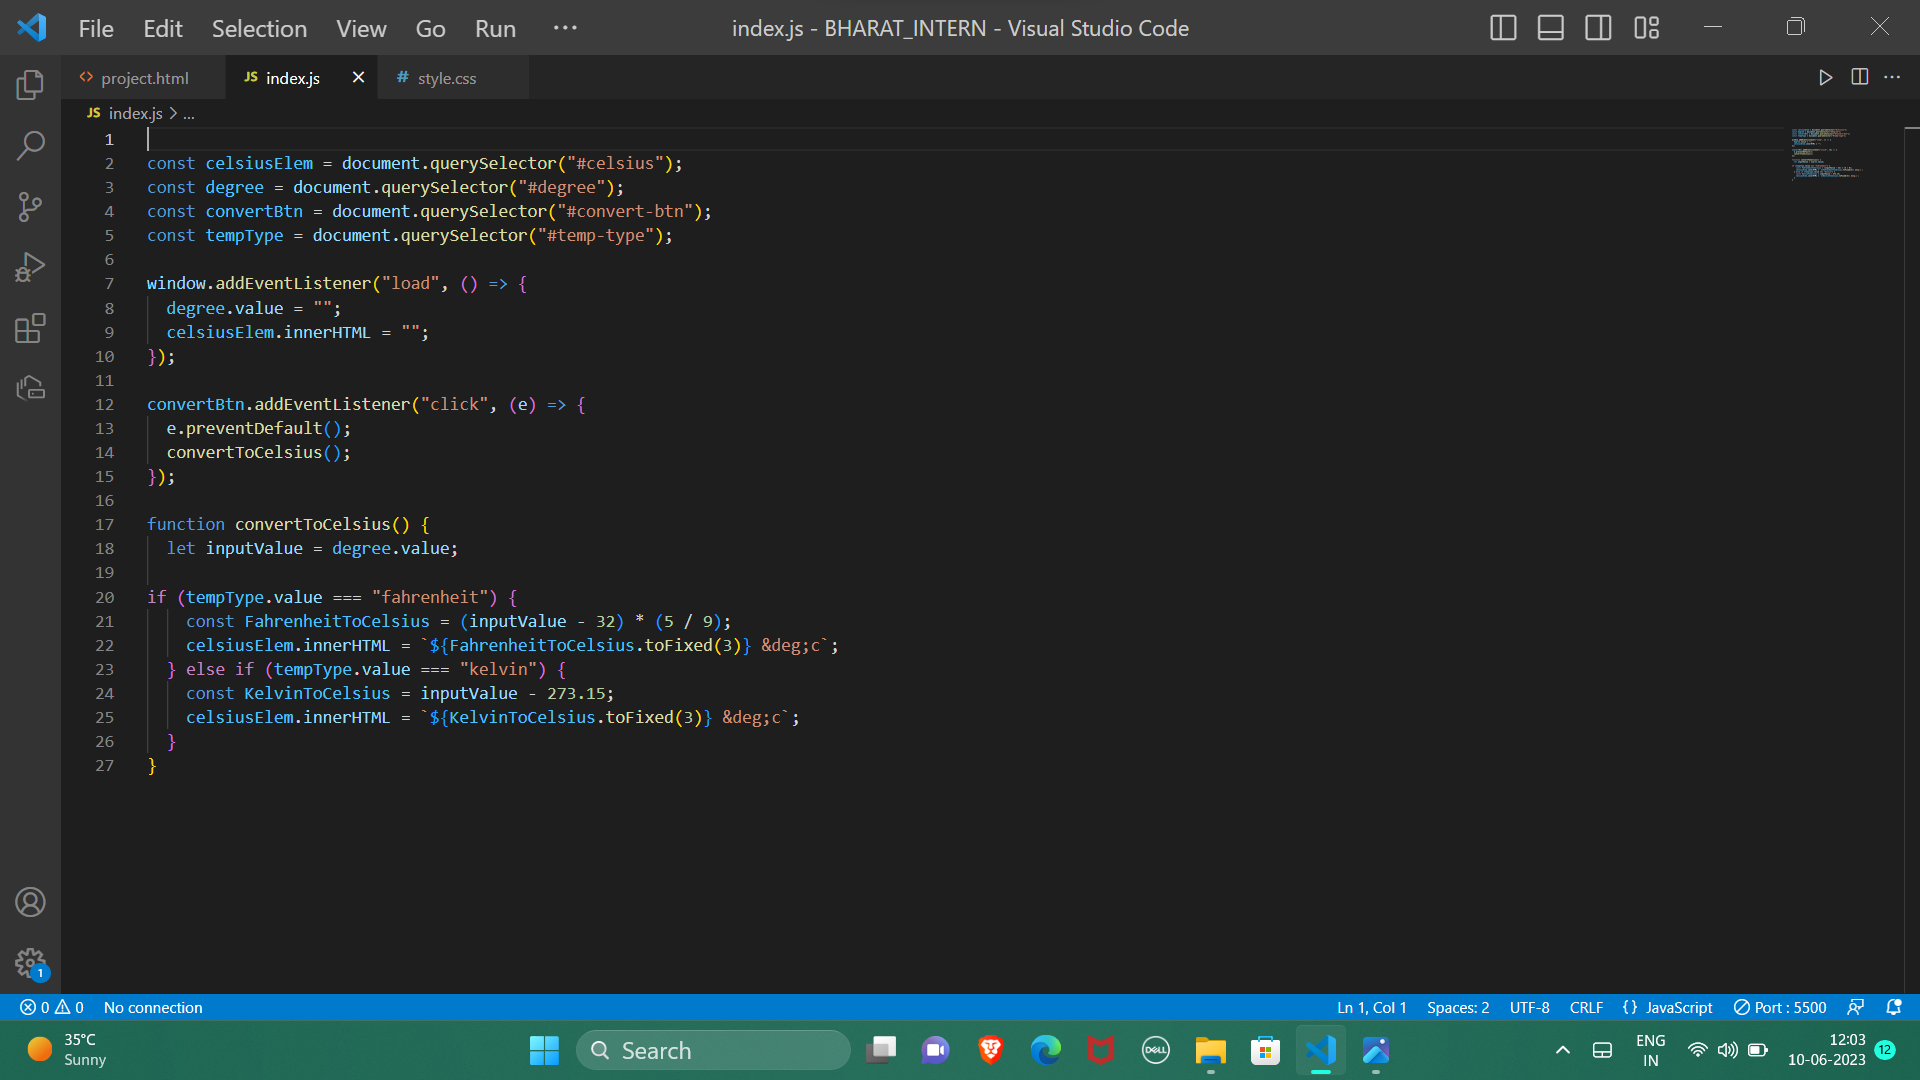 File Edit Selection View Go Run ··· index.js - BHARAT_INTERN - Visual Studio Code
<> project.html JS index.js × # style.css
JS index.js > ...
1
2 const celsiusElem = document.querySelector("#celsius");
3 const degree = document.querySelector("#degree");
4 const convertBtn = document.querySelector("#convert-btn");
5 const tempType = document.querySelector("#temp-type");
6
7 window.addEventListener("load", () => {
8   degree.value = "";
9   celsiusElem.innerHTML = "";
10 });
11
12 convertBtn.addEventListener("click", (e) => {
13   e.preventDefault();
14   convertToCelsius();
15 });
16
17 function convertToCelsius() {
18   let inputValue = degree.value;
19
20 if (tempType.value === "fahrenheit") {
21     const FahrenheitToCelsius = (inputValue - 32) * (5 / 9);
22     celsiusElem.innerHTML = `${FahrenheitToCelsius.toFixed(3)} &deg;c`;
23   } else if (tempType.value === "kelvin") {
24     const KelvinToCelsius = inputValue - 273.15;
25     celsiusElem.innerHTML = `${KelvinToCelsius.toFixed(3)} &deg;c`;
26   }
27 }
1
0 0 No connection Ln 1, Col 1 Spaces: 2 UTF-8 CRLF {} JavaScript Port : 5500
35°C
Sunny
Search
DELL
ENG
IN
12:03
10-06-2023
12